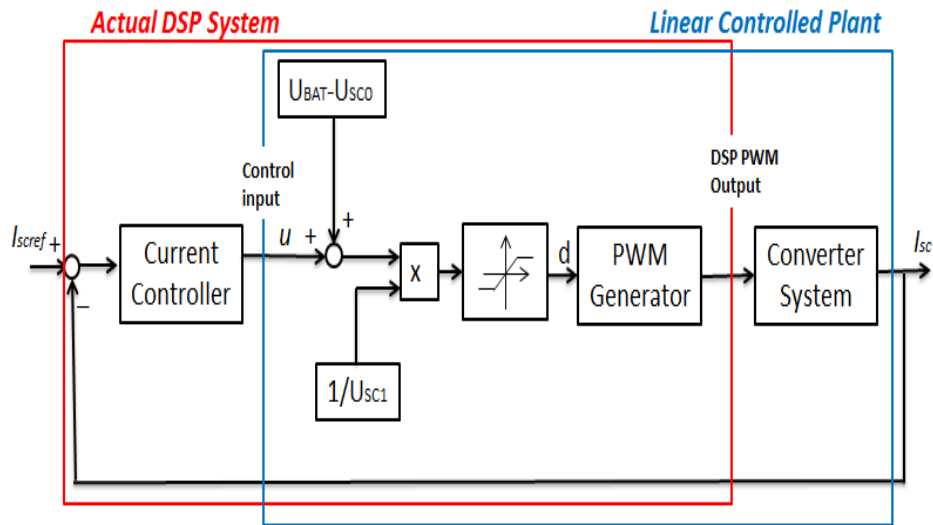 Actual DSP System
Linear Controlled Plant
UBAT-USC0
Control
input
DSP PWM
Output
Iscref
+
−
Current
Controller
u
+
+
x
d
PWM
Generator
Converter
System
Isc
1/USC1